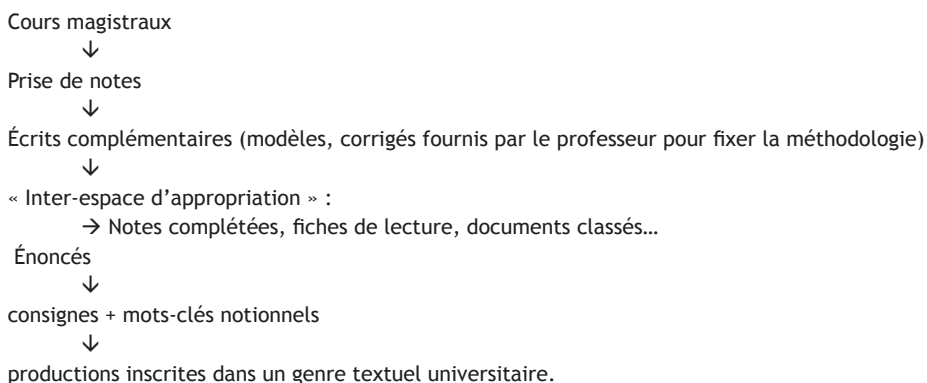 Cours magistraux
↓
Prise de notes
↓
Écrits complémentaires (modèles, corrigés fournis par le professeur pour fixer la méthodologie)
↓
« Inter-espace d’appropriation » :
→ Notes complétées, fiches de lecture, documents classés…
Énoncés
↓
consignes + mots-clés notionnels
↓
productions inscrites dans un genre textuel universitaire.